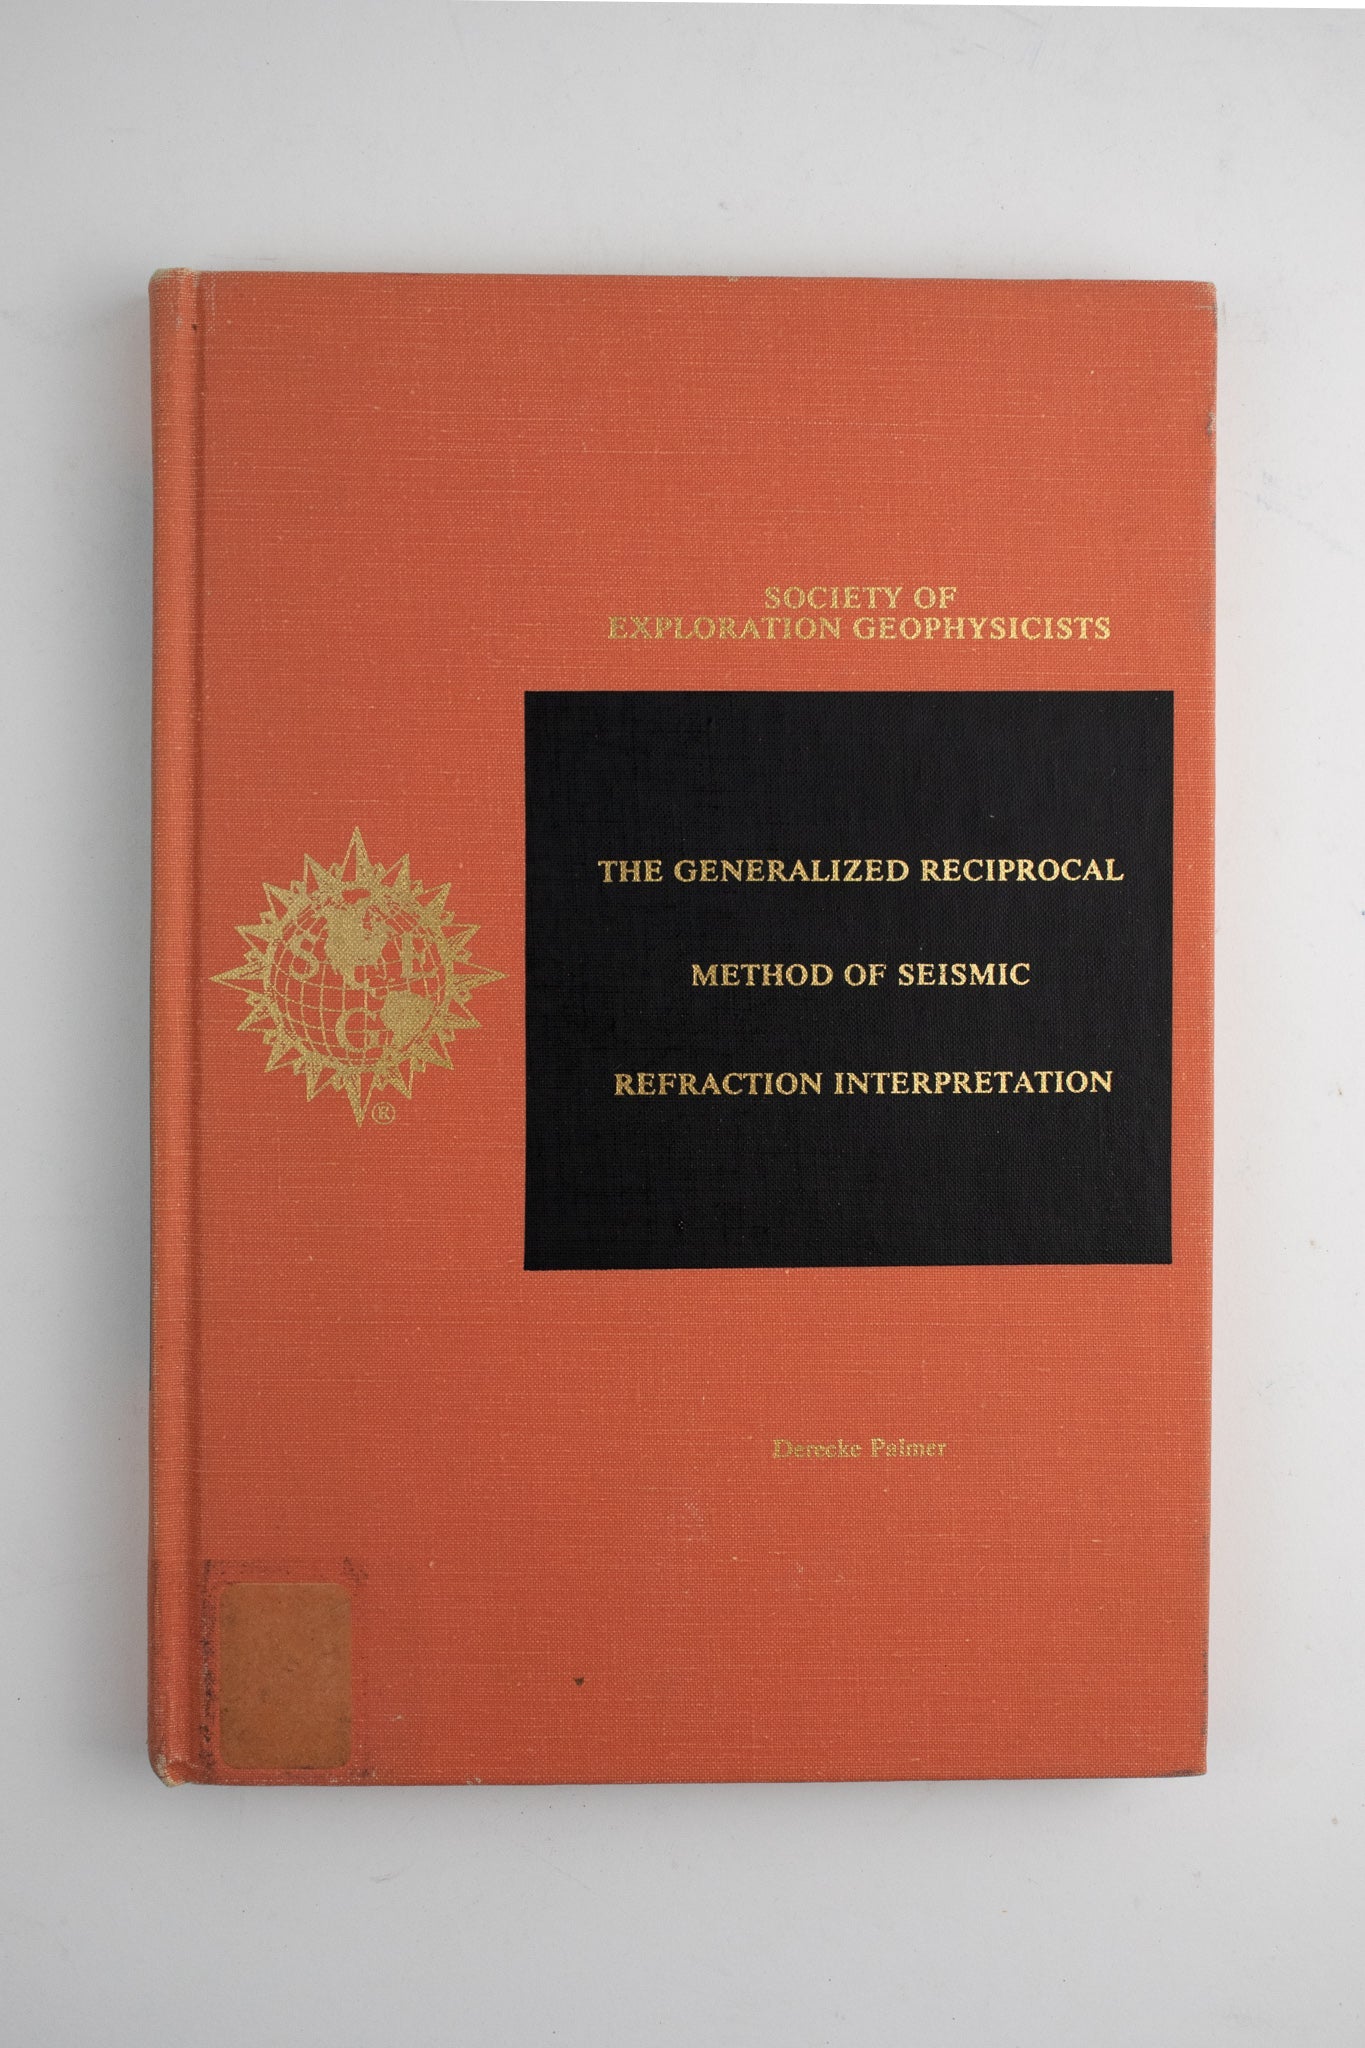 SOCIETY OF
EXPLORATION GEOPHYSICISTS
THE GENERALIZED RECIPROCAL
METHOD OF SEISMIC
REFRACTION INTERPRETATION
S E
G
®
Derecke Palmer